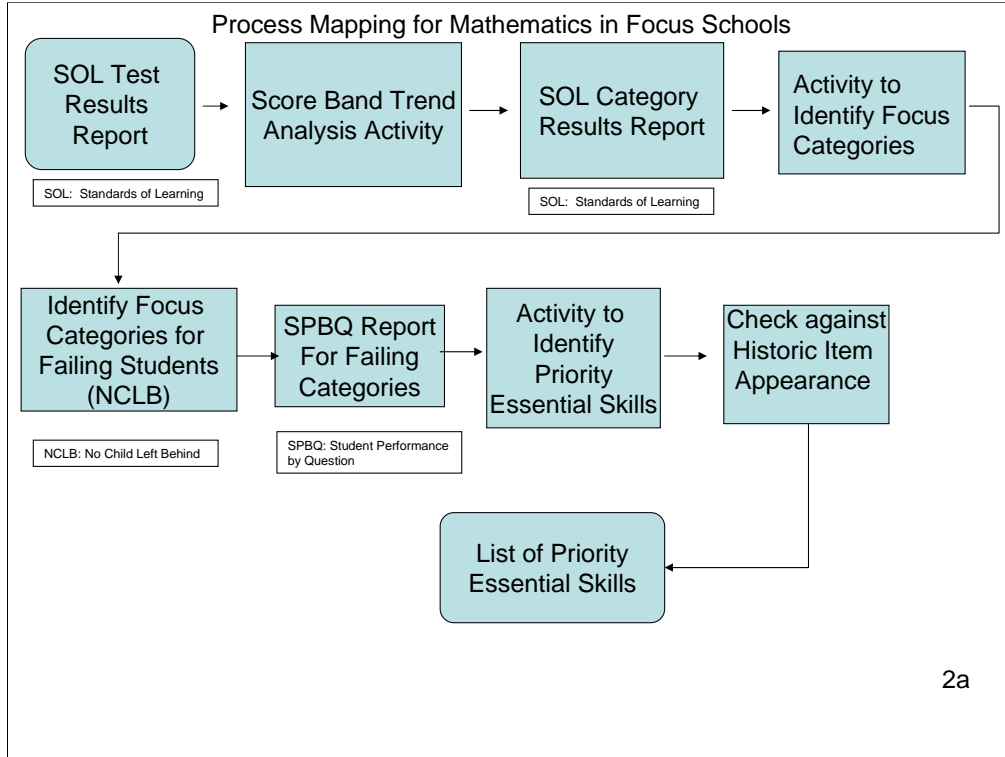 Process Mapping for Mathematics in Focus Schools
SOL Test
Results
Report
Score Band Trend
Analysis Activity
SOL Category
Results Report
Activity to
Identify Focus
Categories
SOL: Standards of Learning
SOL: Standards of Learning
Identify Focus
Categories for
Failing Students
(NCLB)
SPBQ Report
For Failing
Categories
Activity to
Identify
Priority
Essential Skills
Check against
Historic Item
Appearance
NCLB: No Child Left Behind
SPBQ: Student Performance
by Question
List of Priority
Essential Skills
2a